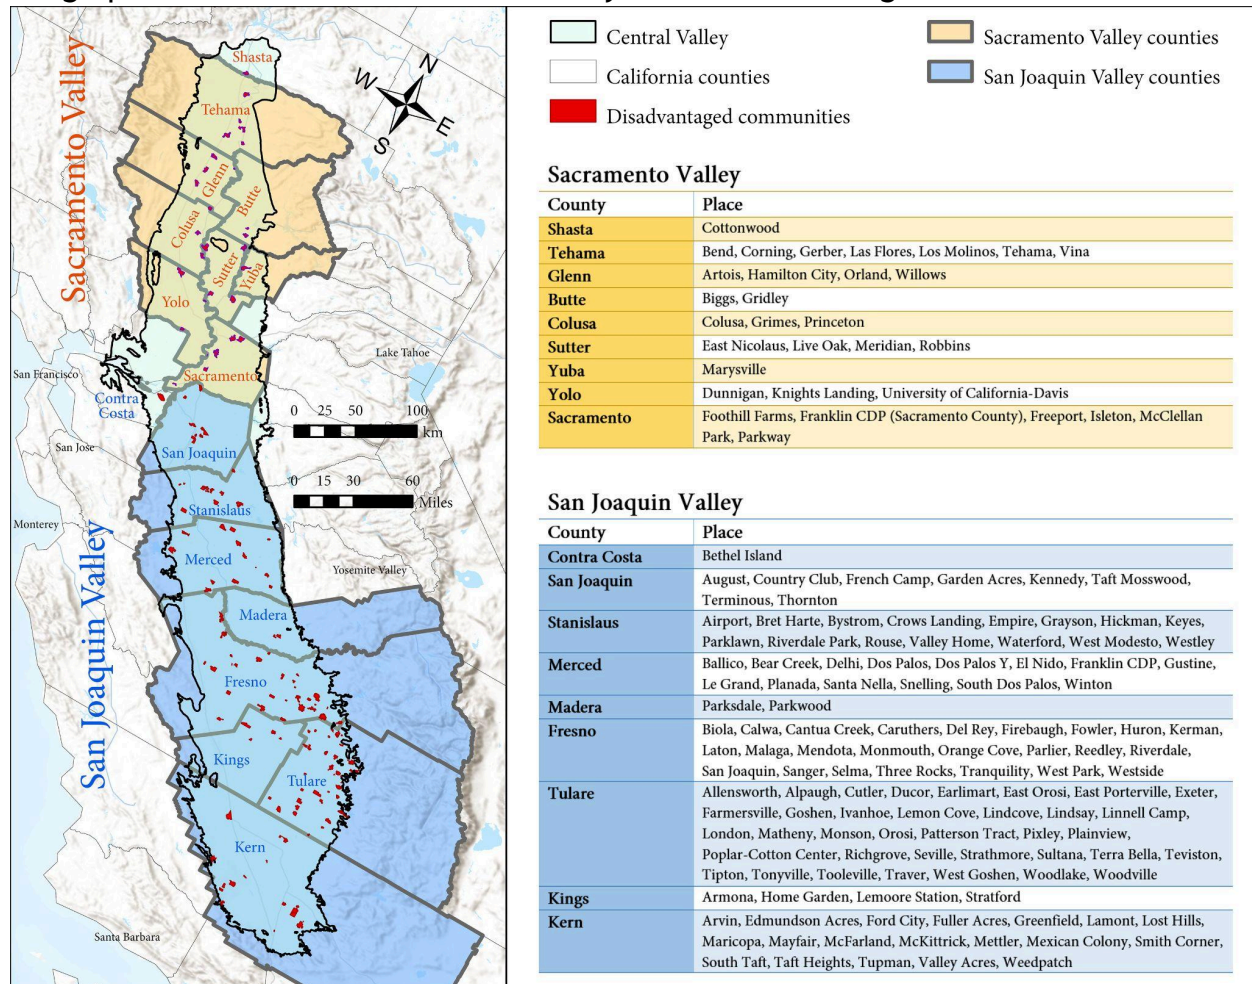 Sacramento Valley
San Joaquin Valley
Shasta
Tehama
Glenn
Butte
Colusa
Sutter
Yuba
Yolo
Sacramento
Contra
Costa
San Joaquin
Stanislaus
Merced
Madera
Fresno
Kings
Tulare
Kern
N
W
E
S
San Francisco
San Jose
Monterey
Santa Barbara
Lake Tahoe
Yosemite Valley
0 25 50 100
km
0 15 30 60
Miles
Central Valley
California counties
Disadvantaged communities
Sacramento Valley counties
San Joaquin Valley counties
Sacramento Valley
County Place
Shasta Cottonwood
Tehama Bend, Corning, Gerber, Las Flores, Los Molinos, Tehama, Vina
Glenn Artois, Hamilton City, Orland, Willows
Butte Biggs, Gridley
Colusa Colusa, Grimes, Princeton
Sutter East Nicolaus, Live Oak, Meridian, Robbins
Yuba Marysville
Yolo Dunnigan, Knights Landing, University of California-Davis
Sacramento Foothill Farms, Franklin CDP (Sacramento County), Freeport, Isleton, McClellan
Park, Parkway
San Joaquin Valley
County Place
Contra Costa Bethel Island
San Joaquin August, Country Club, French Camp, Garden Acres, Kennedy, Taft Mosswood,
Terminous, Thornton
Stanislaus Airport, Bret Harte, Bystrom, Crows Landing, Empire, Grayson, Hickman, Keyes,
Parklawn, Riverdale Park, Rouse, Valley Home, Waterford, West Modesto, Westley
Merced Ballico, Bear Creek, Delhi, Dos Palos, Dos Palos Y, El Nido, Franklin CDP, Gustine,
Le Grand, Planada, Santa Nella, Snelling, South Dos Palos, Winton
Madera Parksdale, Parkwood
Fresno Biola, Calwa, Cantua Creek, Caruthers, Del Rey, Firebaugh, Fowler, Huron, Kerman,
Laton, Malaga, Mendota, Monmouth, Orange Cove, Parlier, Reedley, Riverdale,
San Joaquin, Sanger, Selma, Three Rocks, Tranquility, West Park, Westside
Tulare Allensworth, Alpaugh, Cutler, Ducor, Earlimart, East Orosi, East Porterville, Exeter,
Farmersville, Goshen, Ivanhoe, Lemon Cove, Lindcove, Lindsay, Linnell Camp,
London, Matheny, Monson, Orosi, Patterson Tract, Pixley, Plainview,
Poplar-Cotton Center, Richgrove, Seville, Strathmore, Sultana, Terra Bella, Teviston,
Tipton, Tonyville, Tooleville, Traver, West Goshen, Woodlake, Woodville
Kings Armona, Home Garden, Lemoore Station, Stratford
Kern Arvin, Edmundson Acres, Ford City, Fuller Acres, Greenfield, Lamont, Lost Hills,
Maricopa, Mayfair, McFarland, McKittrick, Mettler, Mexican Colony, Smith Corner,
South Taft, Taft Heights, Tupman, Valley Acres, Weedpatch